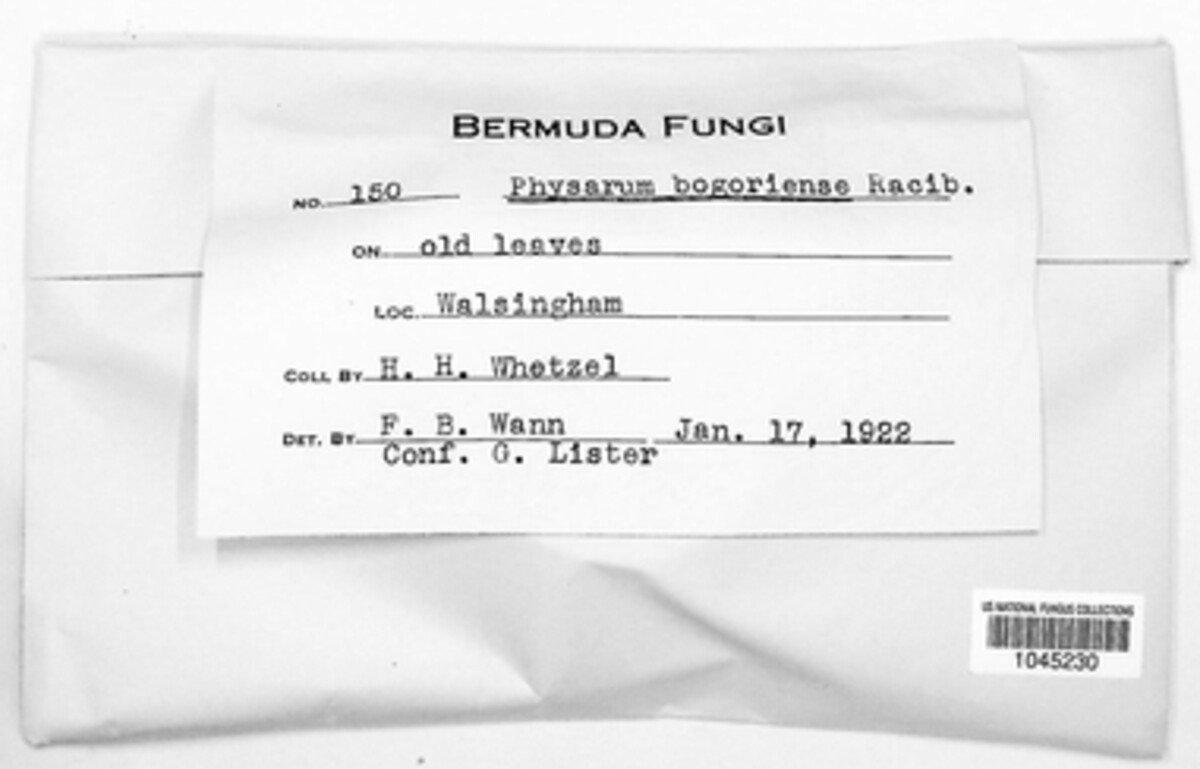 BERMUDA FUNGI
NO. 150 Physarum bogoriense Racib.
ON old leaves
LOC. Walsingham
COLL. BY H. H. Whetzel
DET. BY F. B. Wann Jan. 17, 1922
Conf. G. Lister
US NATIONAL FUNGUS COLLECTIONS
1045230